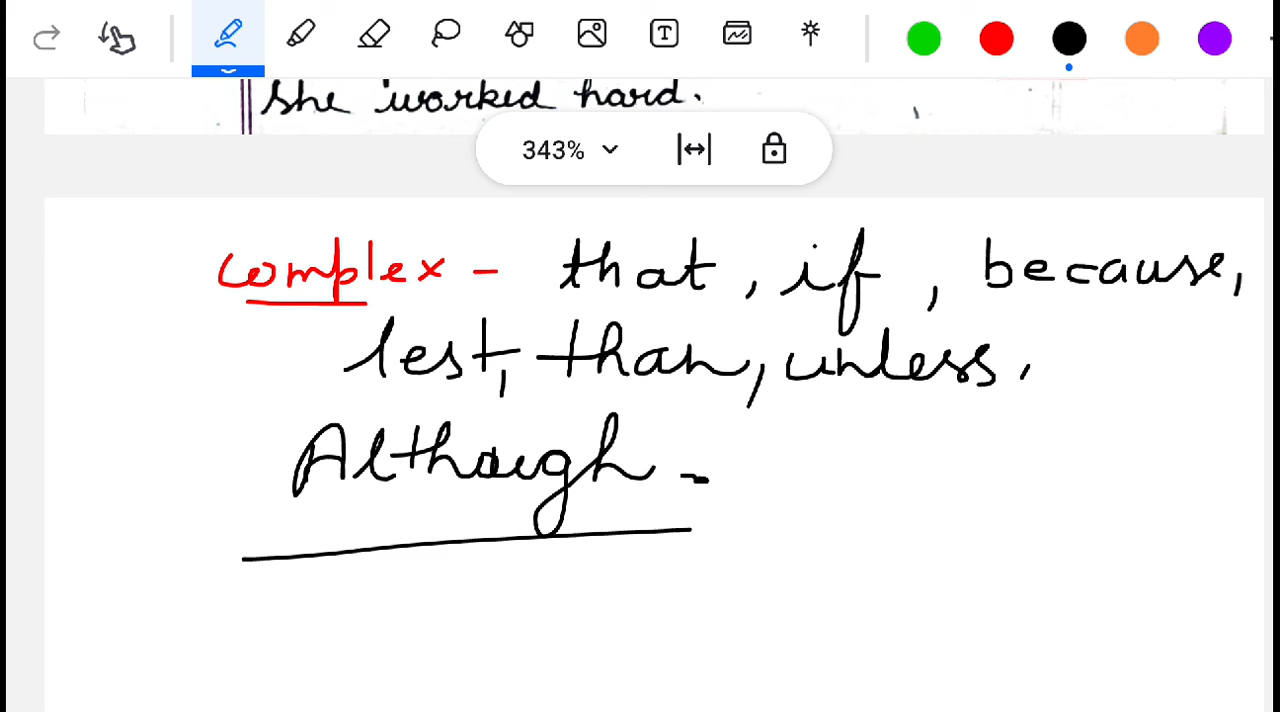 She worked hard.
343%
complex - that, if, because,
lest, than, unless,
Although -